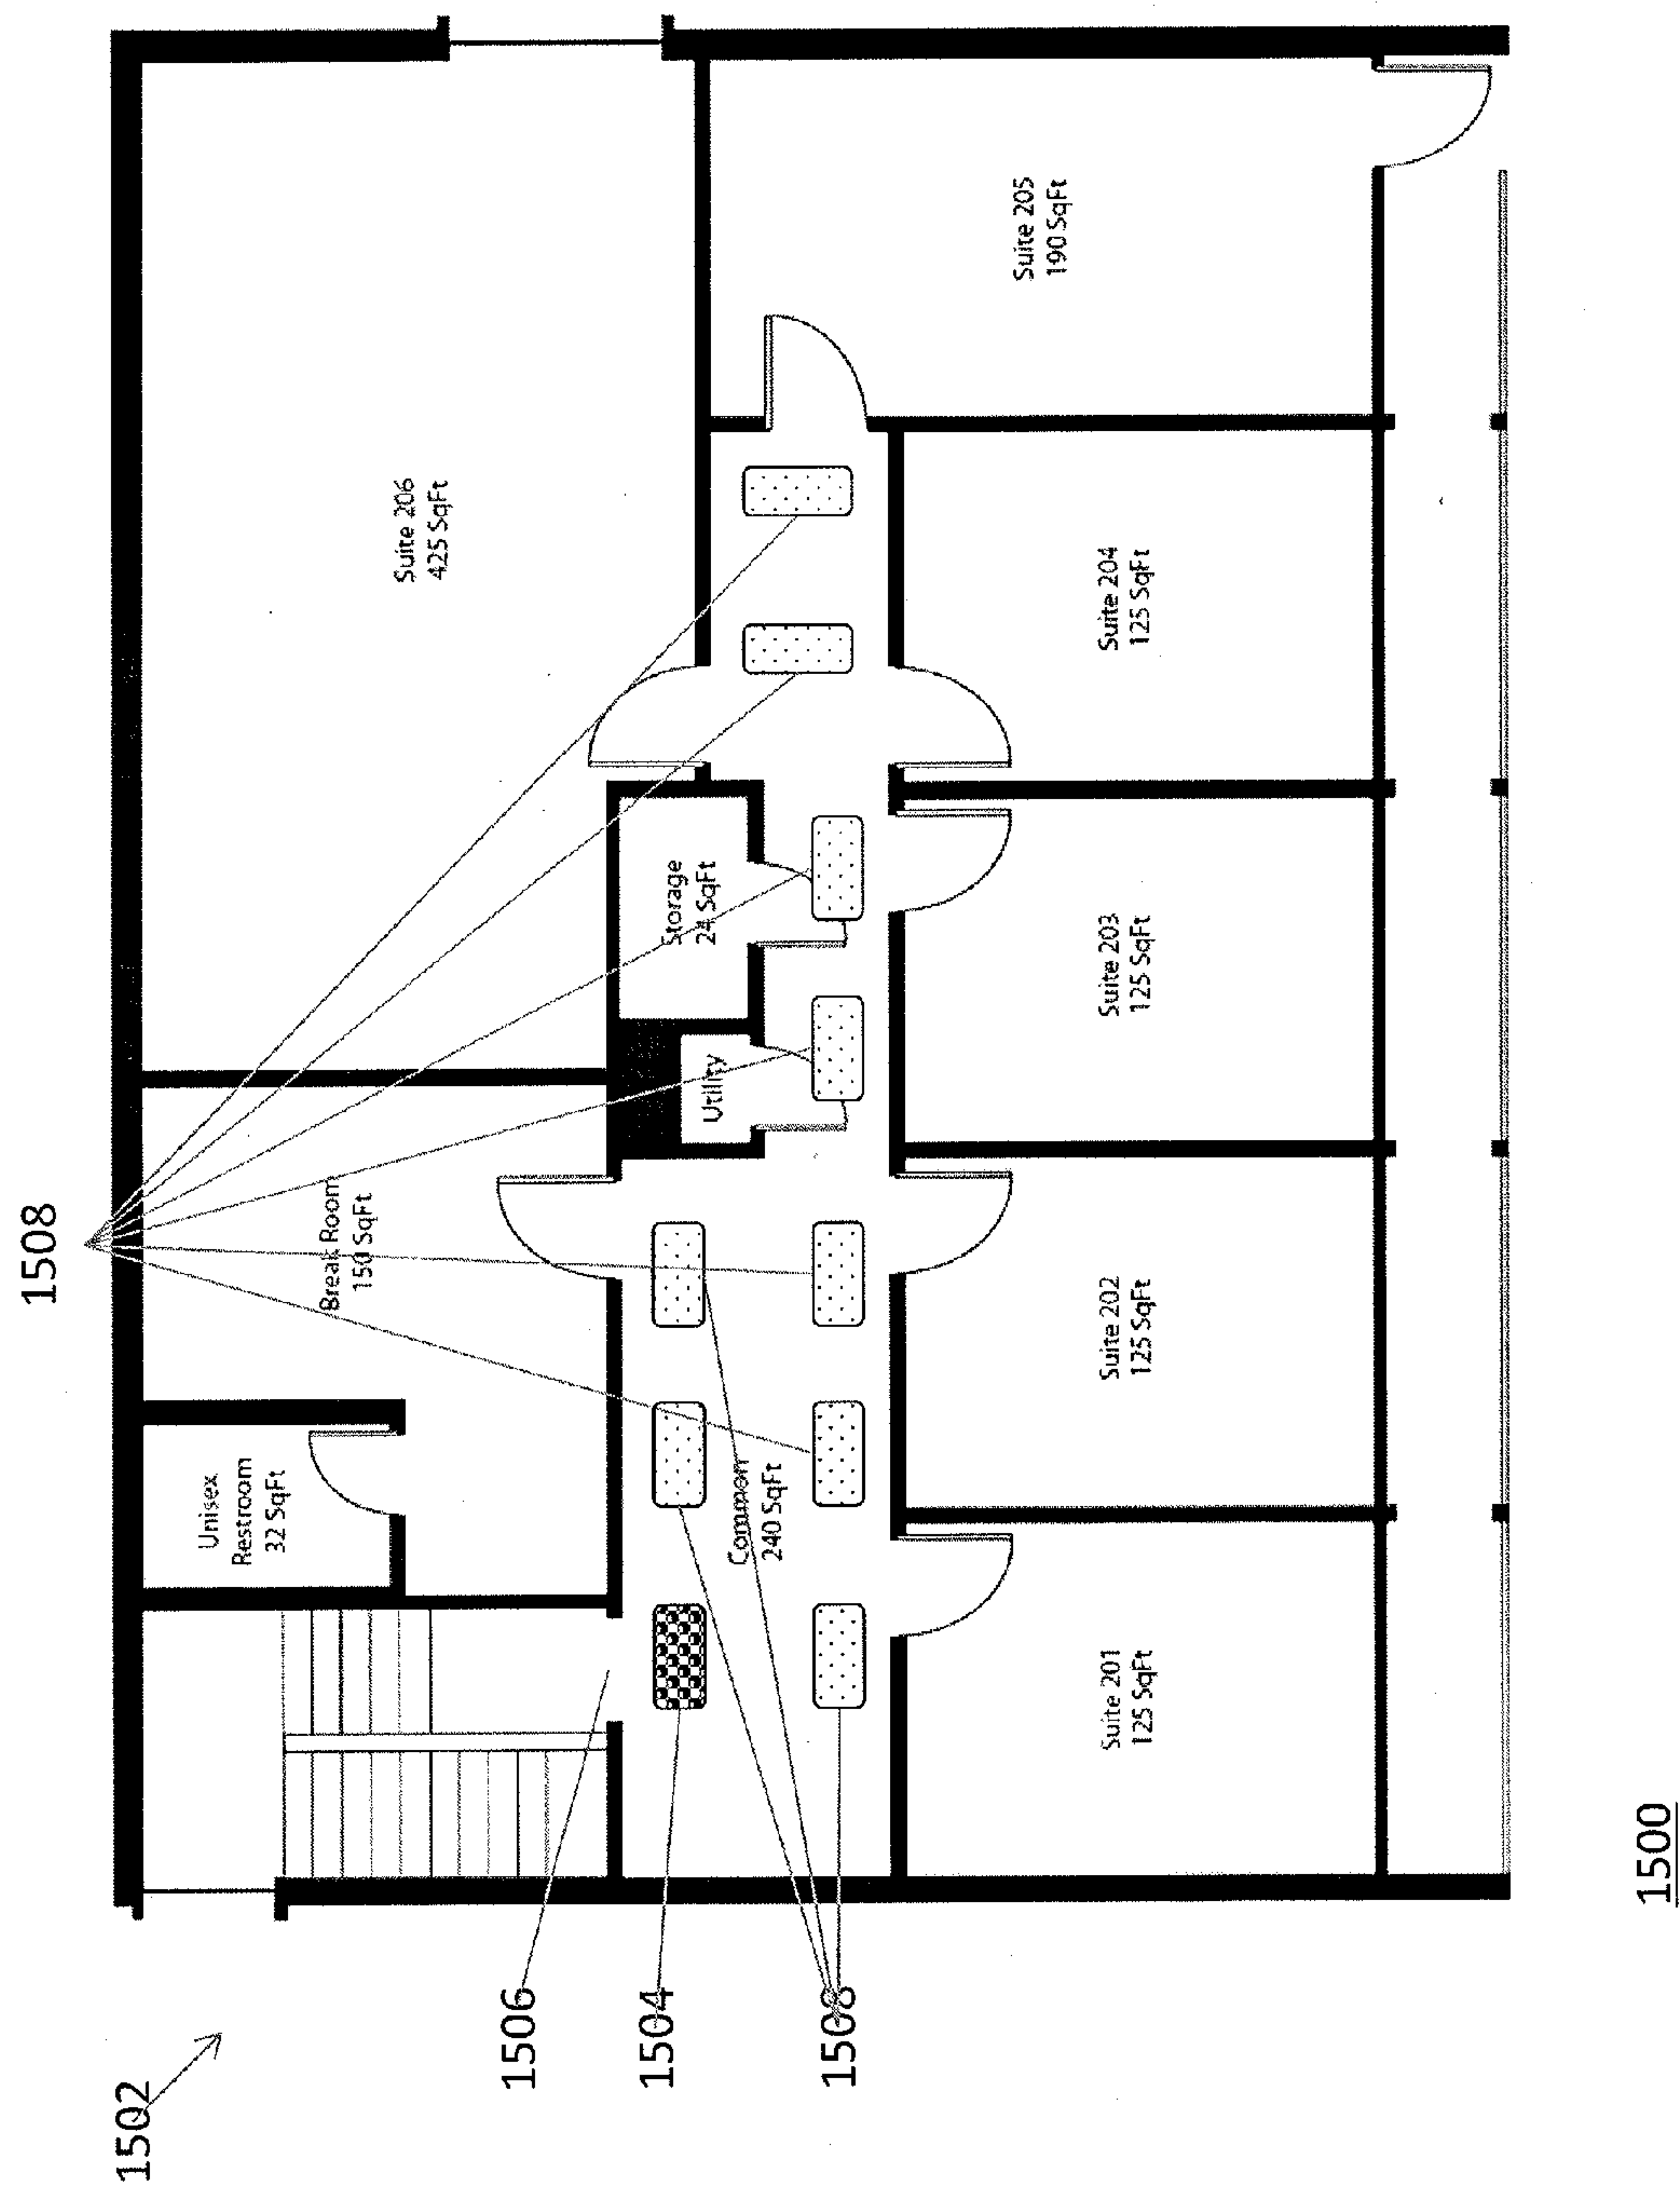 1508
Unisex
Restroom
32 SqFt
Break Room
150 SqFt
Suite 206
425 SqFt
Utility
Storage
24 SqFt
Common
240 SqFt
Suite 201
125 SqFt
Suite 202
125 SqFt
Suite 203
125 SqFt
Suite 204
125 SqFt
Suite 205
190 SqFt
1502
1506
1504
1508
1500